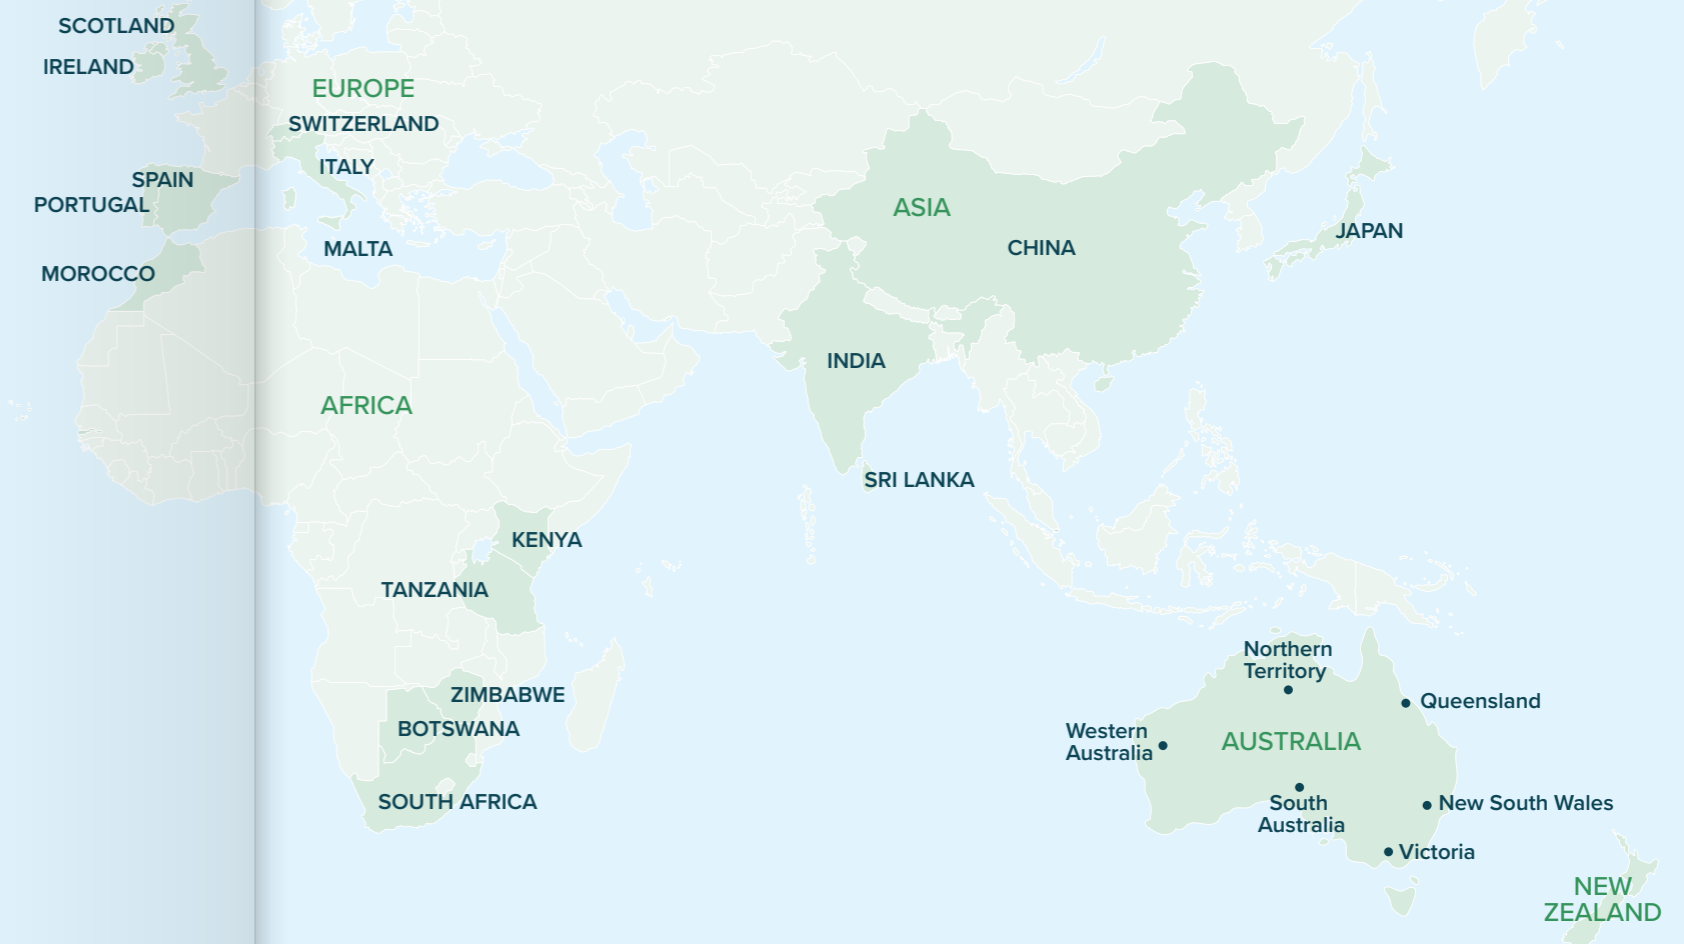 SCOTLAND
IRELAND
EUROPE
SWITZERLAND
ITALY
SPAIN
PORTUGAL
MALTA
MOROCCO
ASIA
CHINA
JAPAN
INDIA
SRI LANKA
AFRICA
KENYA
TANZANIA
ZIMBABWE
BOTSWANA
SOUTH AFRICA
Northern
Territory
Queensland
Western
Australia
AUSTRALIA
South
Australia
New South Wales
Victoria
NEW
ZEALAND